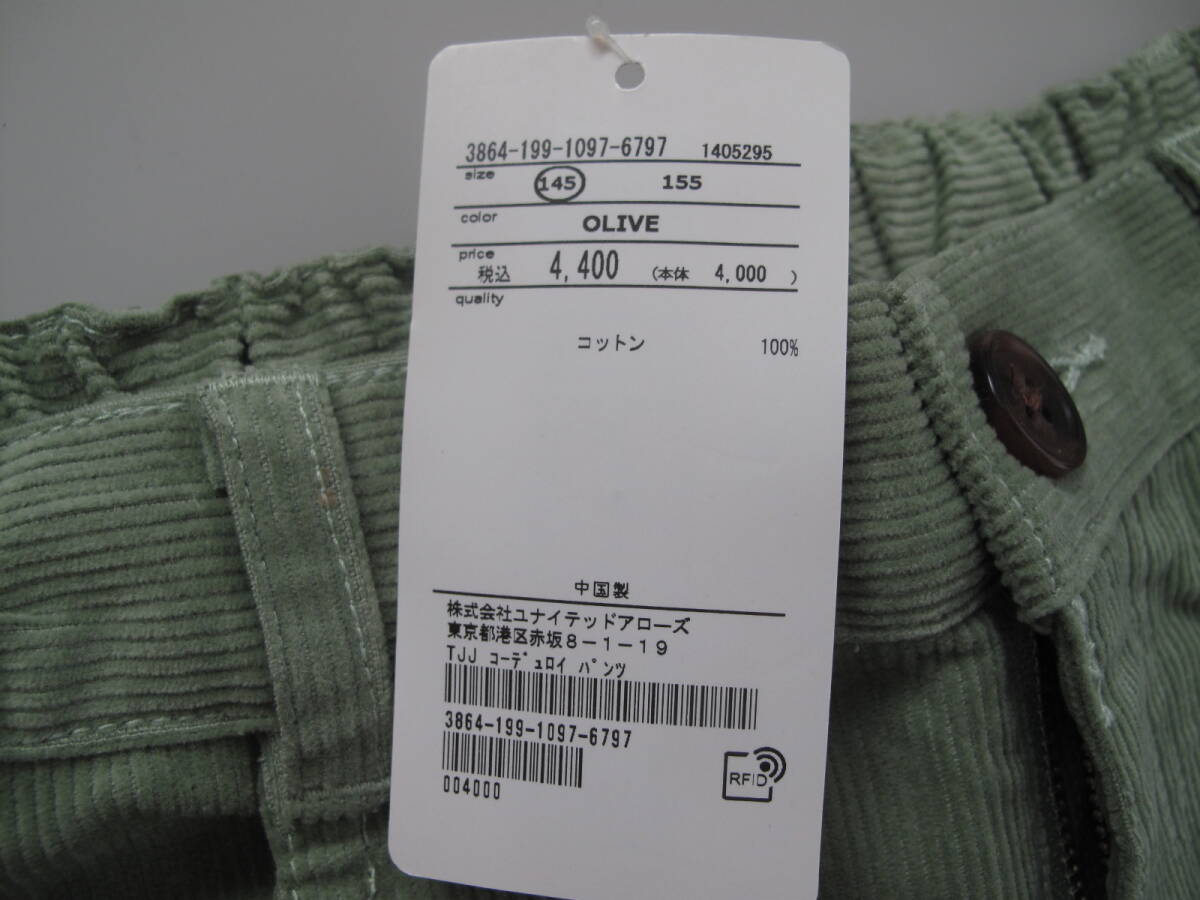 3864-199-1097-6797 1405295
size 145 155
color OLIVE
price 税込 4,400 (本体 4,000 )
quality
コットン 100%
中国製
株式会社ユナイテッドアローズ
東京都港区赤坂8-1-19
TJJ コーデュロイ パンツ
3864-199-1097-6797
004000
RFID